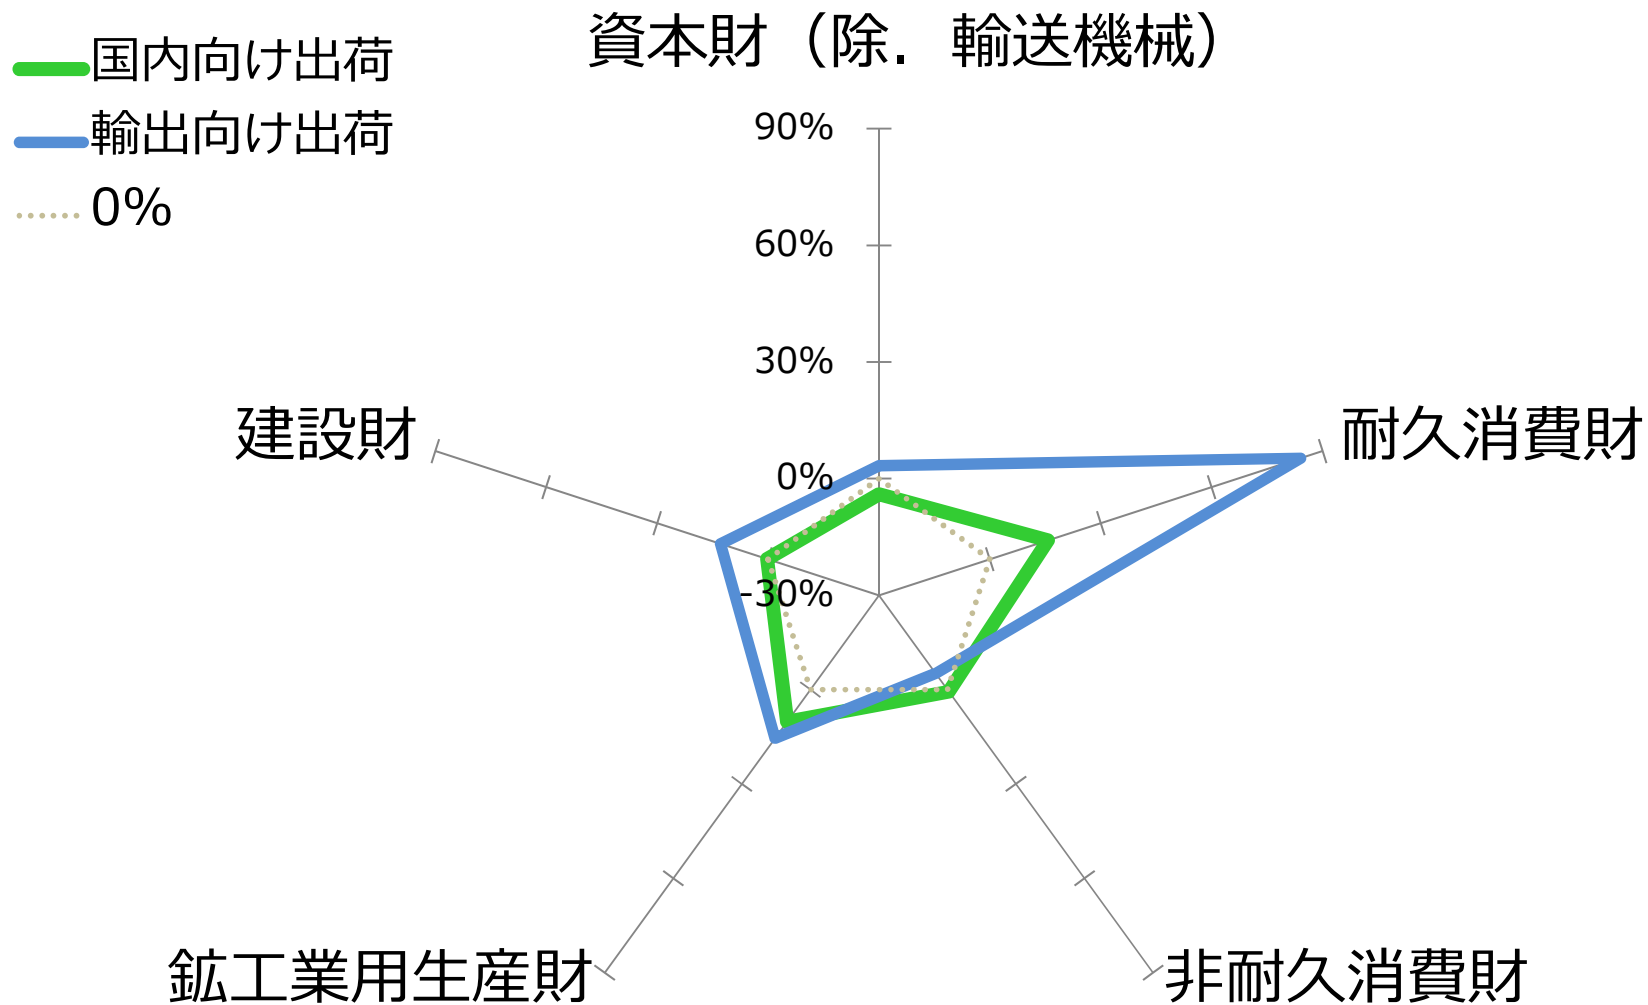 資本財（除．輸送機械）
国内向け出荷
輸出向け出荷
0%
90%
60%
30%
0%
-30%
建設財
耐久消費財
鉱工業用生産財
非耐久消費財